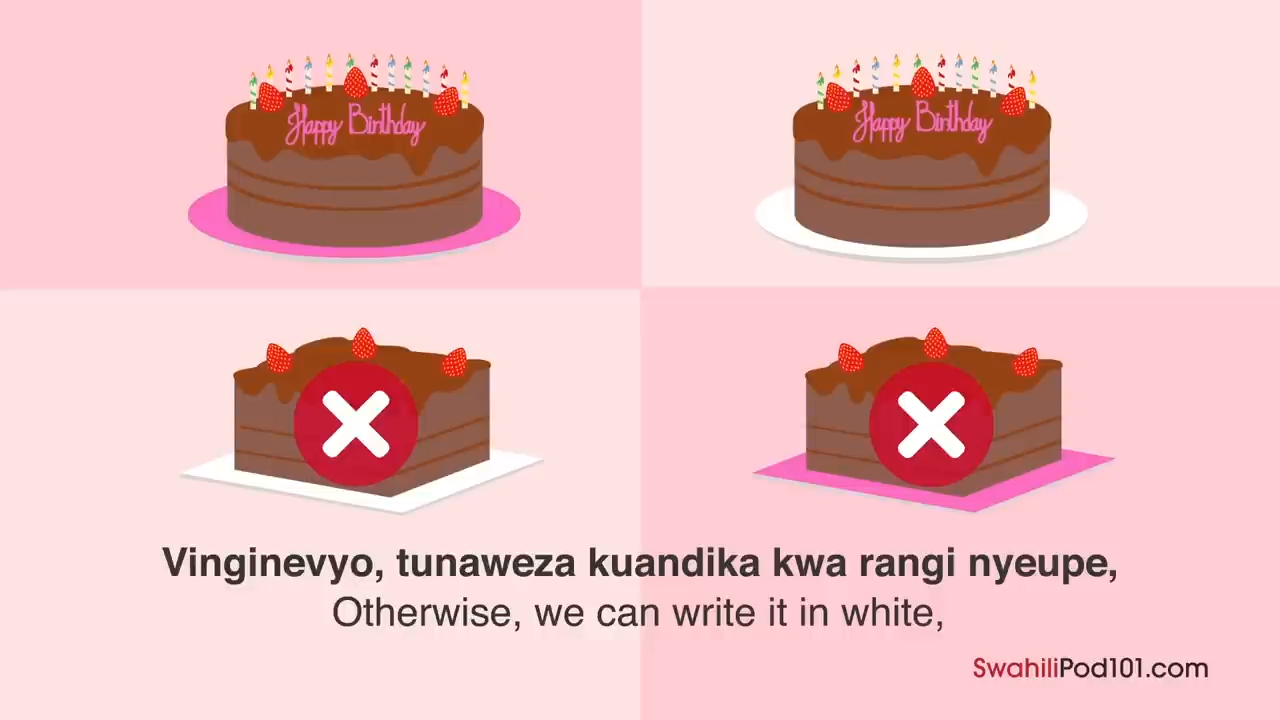 Happy Birthday
Happy Birthday
Vinginevyo, tunaweza kuandika kwa rangi nyeupe,
Otherwise, we can write it in white,
SwahiliPod101.com